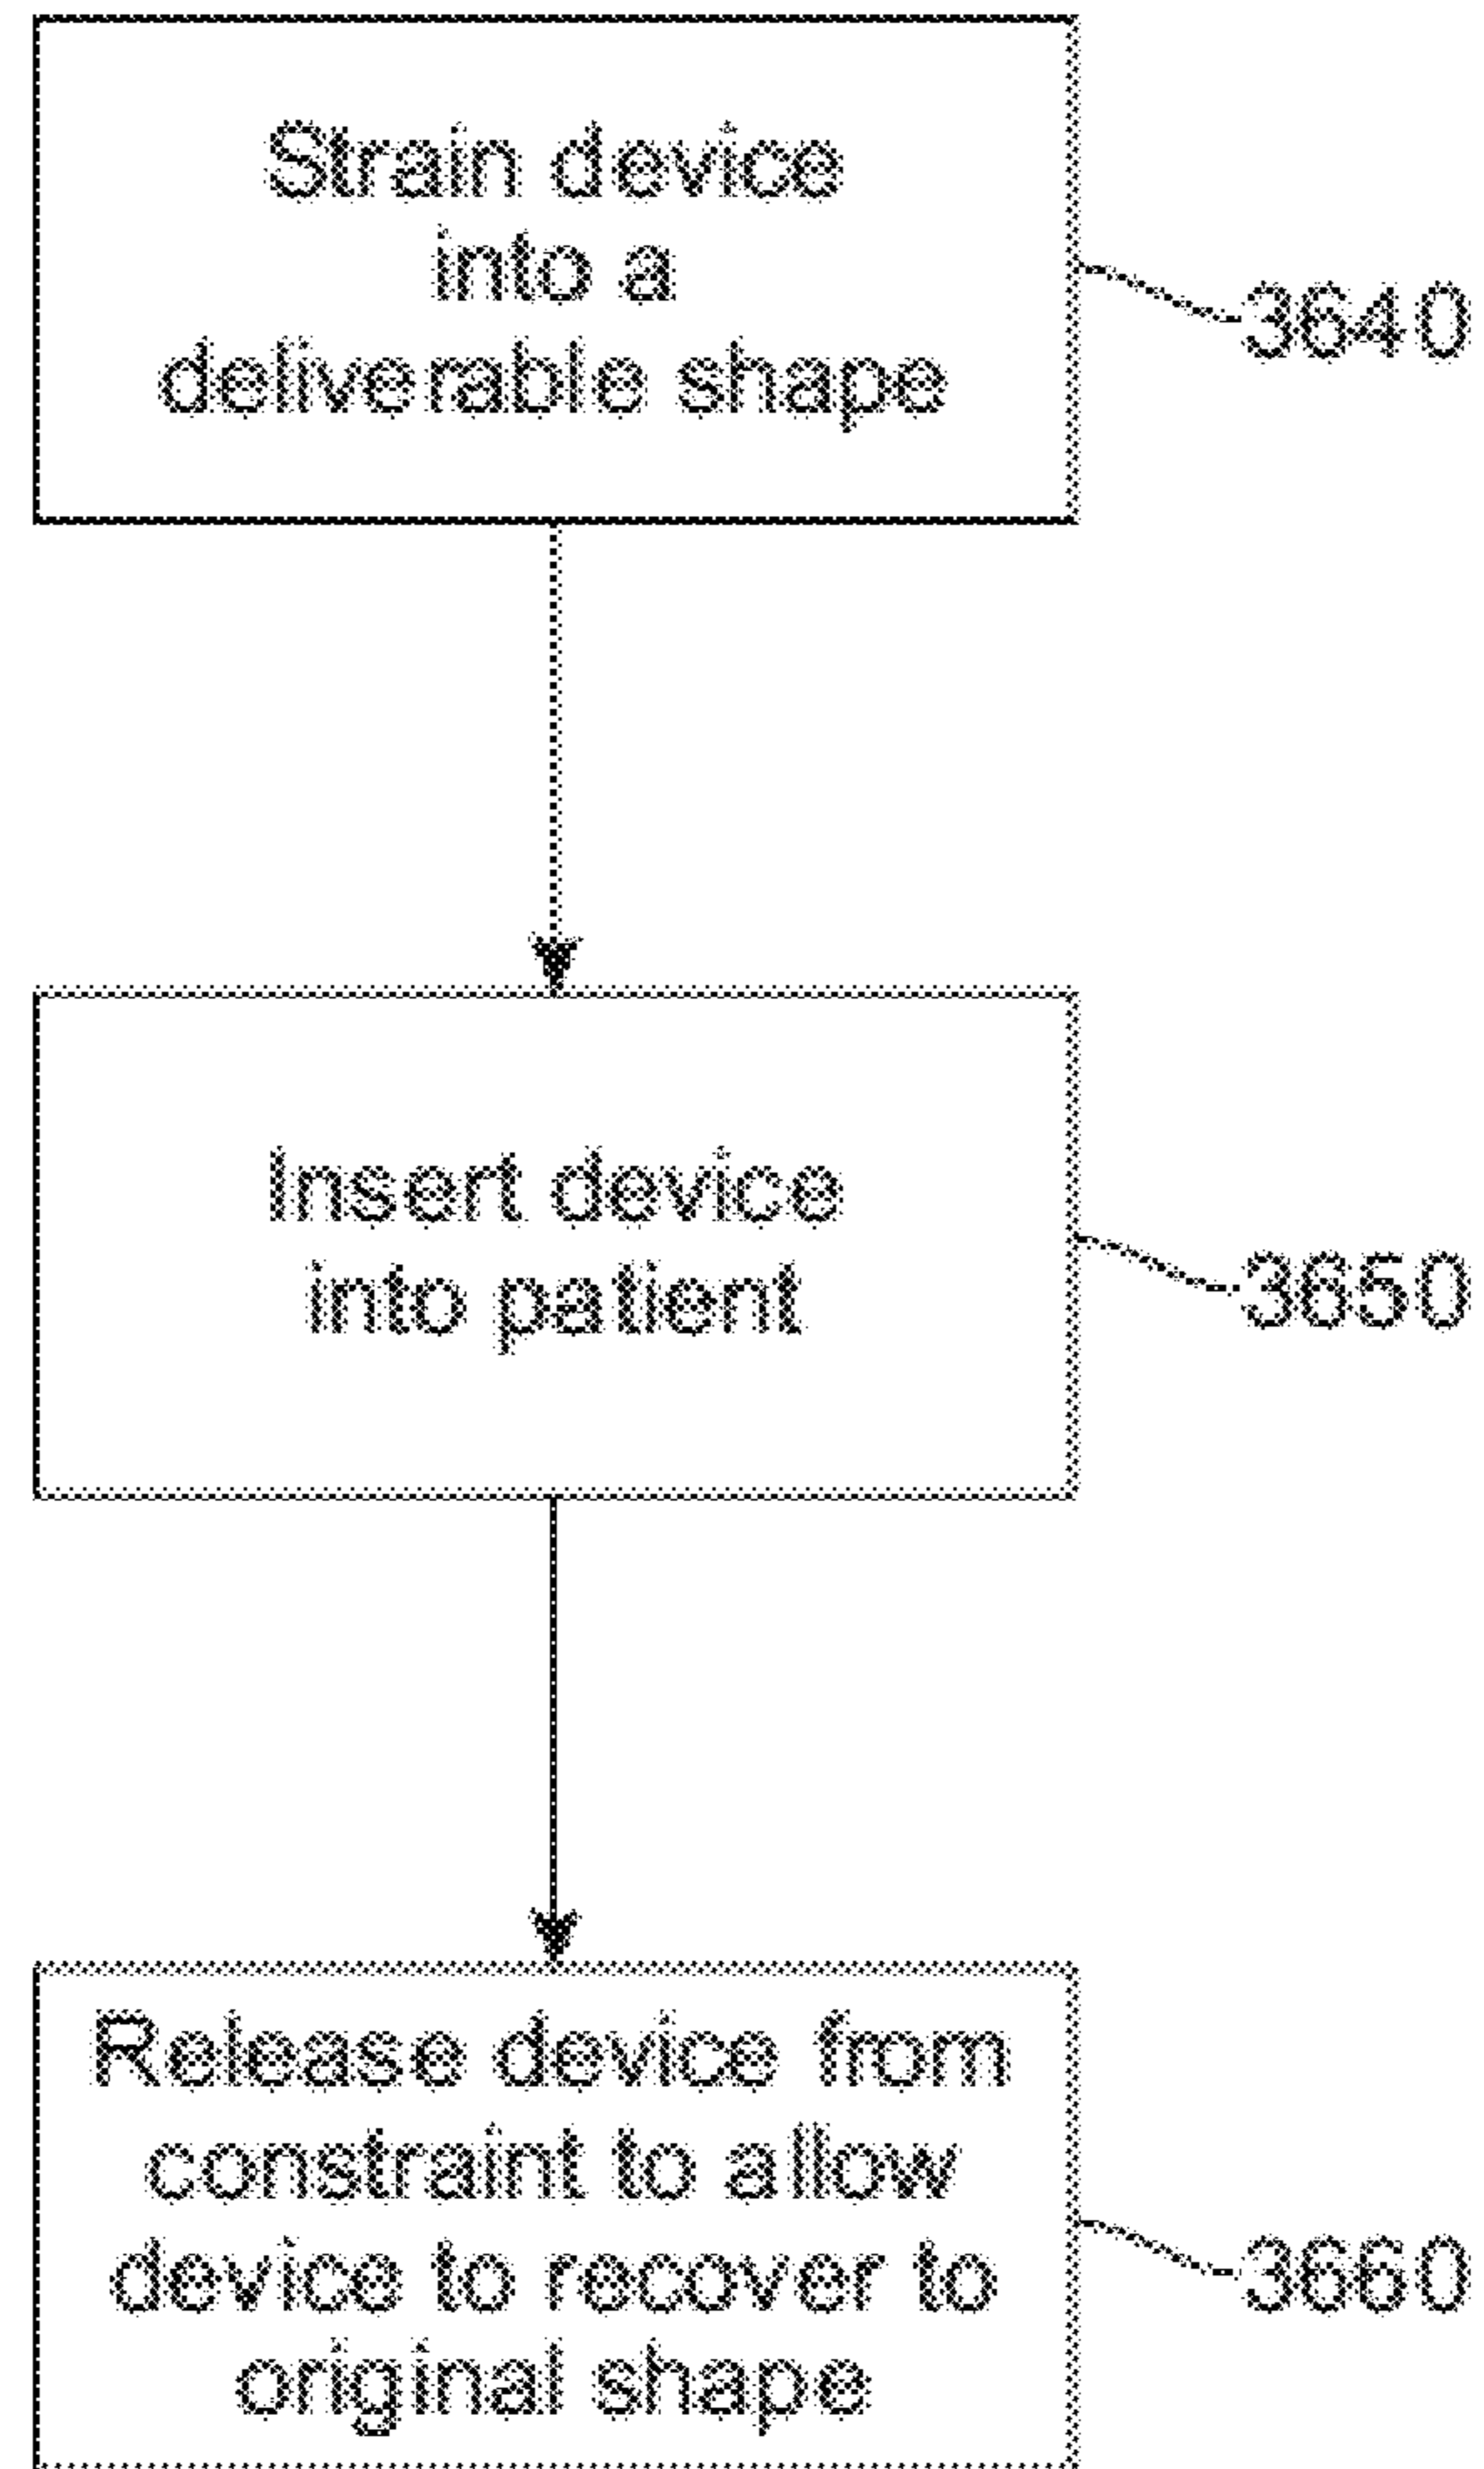 Strain device
into a
deliverable shape
3640
Insert device
into patient
3650
Release device from
constraint to allow
device to recover to
original shape
3660